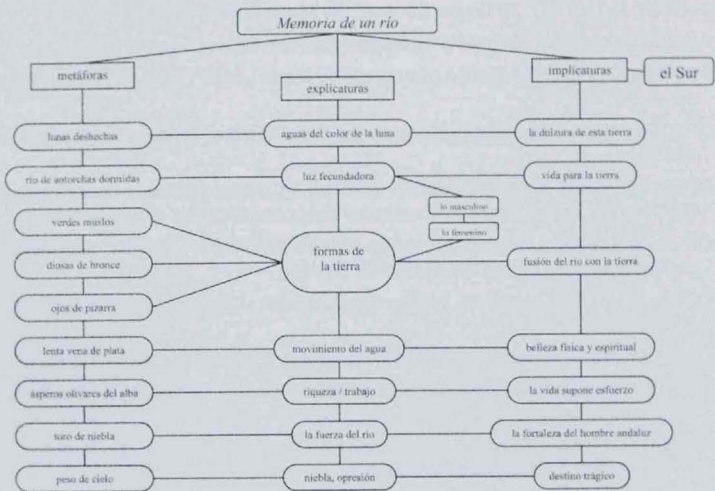 Memoria de un río
metáforas
explicaturas
implicaturas
el Sur
lunas deshechas
aguas del color de la luna
la dulzura de esta tierra
río de antorchas dormidas
luz fecundadora
vida para la tierra
lo masculino
lo femenino
verdes muslos
diosas de bronce
ojos de pizarra
formas de
la tierra
fusión del río con la tierra
lenta vena de plata
movimiento del agua
belleza física y espiritual
ásperos olivares del alba
riqueza / trabajo
la vida supone esfuerzo
toro de niebla
la fuerza del río
la fortaleza del hombre andaluz
peso de cielo
niebla, opresión
destino trágico